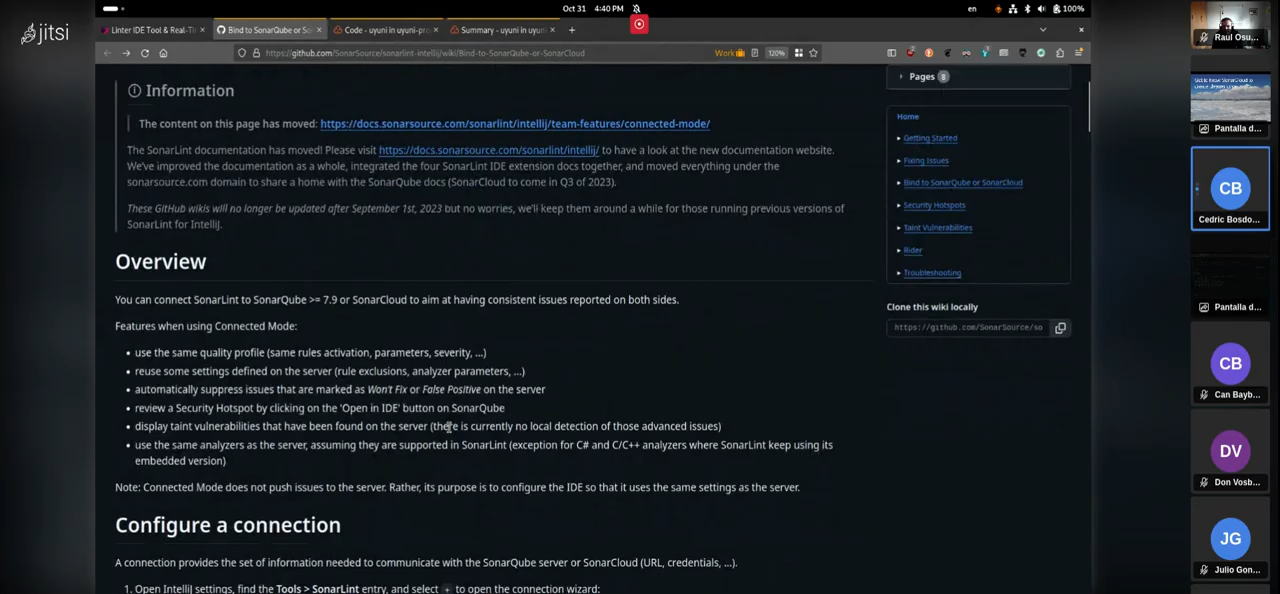 Oct 31 4:40 PM
en
100%
jitsi
Linter IDE Tool & Real-Ti
Bind to SonarQube or So
Code - uyuni in uyuni-pro
Summary - uyuni in uyuni
https://github.com/SonarSource/sonarlint-intellij/wiki/Bind-to-SonarQube-or-SonarCloud
Work
120%
Information
The content on this page has moved: https://docs.sonarsource.com/sonarlint/intellij/team-features/connected-mode/
The SonarLint documentation has moved! Please visit https://docs.sonarsource.com/sonarlint/intellij/ to have a look at the new documentation website.
We've improved the documentation as a whole, integrated the four SonarLint IDE extension docs together, and moved everything under the
sonarsource.com domain to share a home with the SonarQube docs (SonarCloud to come in Q3 of 2023).
These GitHub wikis will no longer be updated after September 1st, 2023 but no worries, we'll keep them around a while for those running previous versions of
SonarLint for IntelliJ.
Overview
You can connect SonarLint to SonarQube >= 7.9 or SonarCloud to aim at having consistent issues reported on both sides.
Features when using Connected Mode:
• use the same quality profile (same rules activation, parameters, severity, ...)
• reuse some settings defined on the server (rule exclusions, analyzer parameters, ...)
• automatically suppress issues that are marked as Won't Fix or False Positive on the server
• review a Security Hotspot by clicking on the 'Open in IDE' button on SonarQube
• display taint vulnerabilities that have been found on the server (there is currently no local detection of those advanced issues)
• use the same analyzers as the server, assuming they are supported in SonarLint (exception for C# and C/C++ analyzers where SonarLint keep using its
embedded version)
Note: Connected Mode does not push issues to the server. Rather, its purpose is to configure the IDE so that it uses the same settings as the server.
Configure a connection
A connection provides the set of information needed to communicate with the SonarQube server or SonarCloud (URL, credentials, ...).
1. Open IntelliJ settings, find the Tools > SonarLint entry, and select + to open the connection wizard:
Pages 8
Home
Getting Started
Fixing Issues
Bind to SonarQube or SonarCloud
Security Hotspots
Taint Vulnerabilities
Rider
Troubleshooting
Clone this wiki locally
https://github.com/SonarSource/so
Raul Osu...
Pantalla d...
CB
Cedric Bosdo...
Pantalla d...
CB
Can Bayb...
DV
Don Vosb...
JG
Julio Gon...